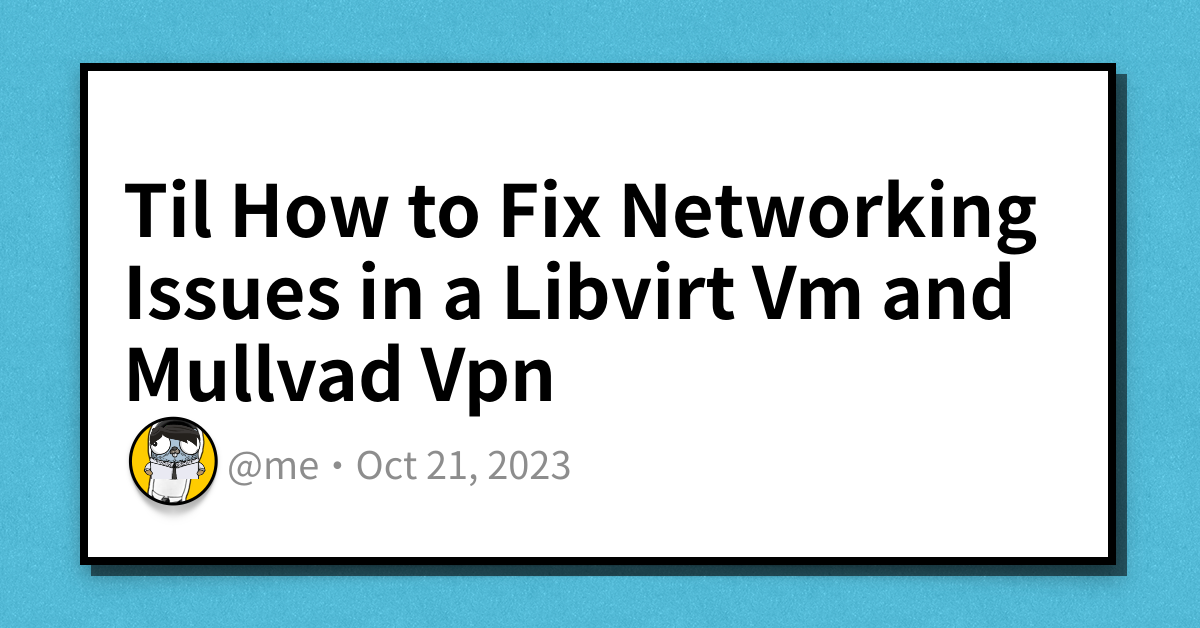 Til How to Fix Networking
Issues in a Libvirt Vm and
Mullvad Vpn
@me • Oct 21, 2023